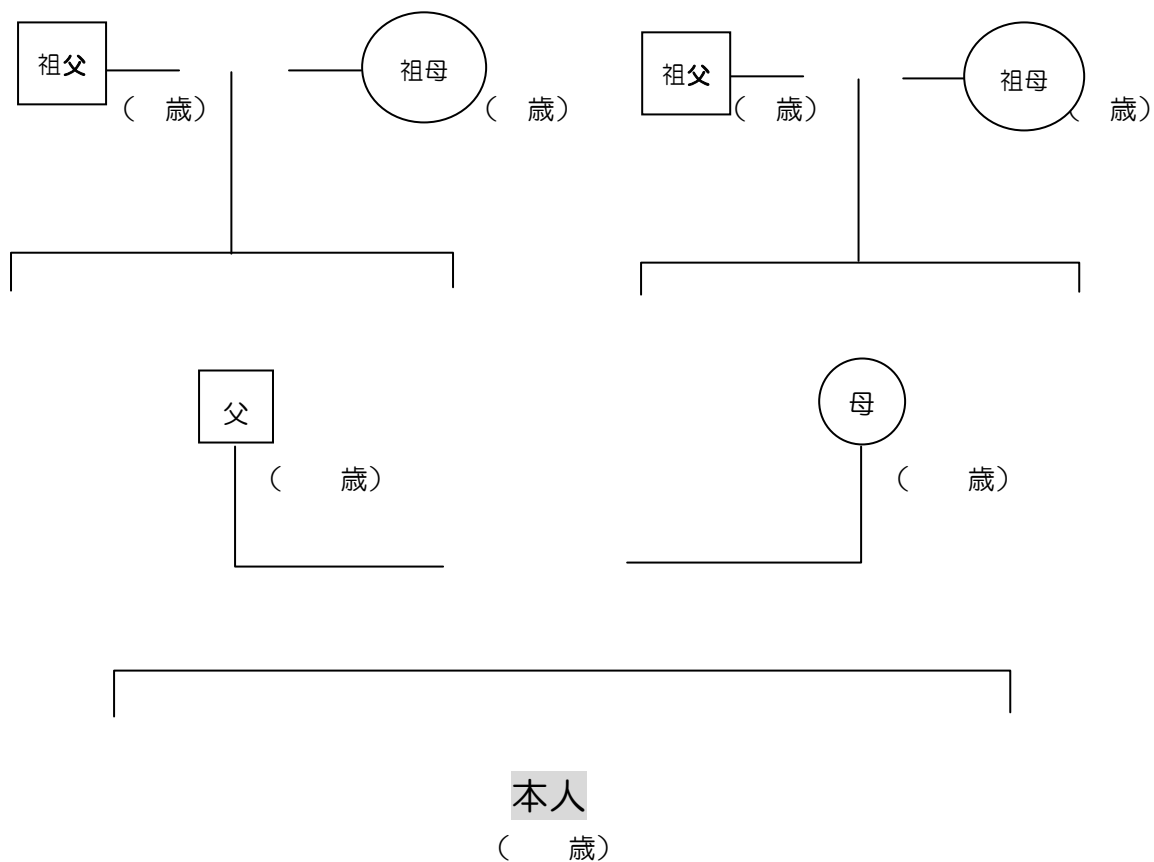 祖父 祖母 祖父 祖母
（　歳） （　歳） （　歳） （　歳）
父 母
（　　歳） （　　歳）
本人
（　　歳）